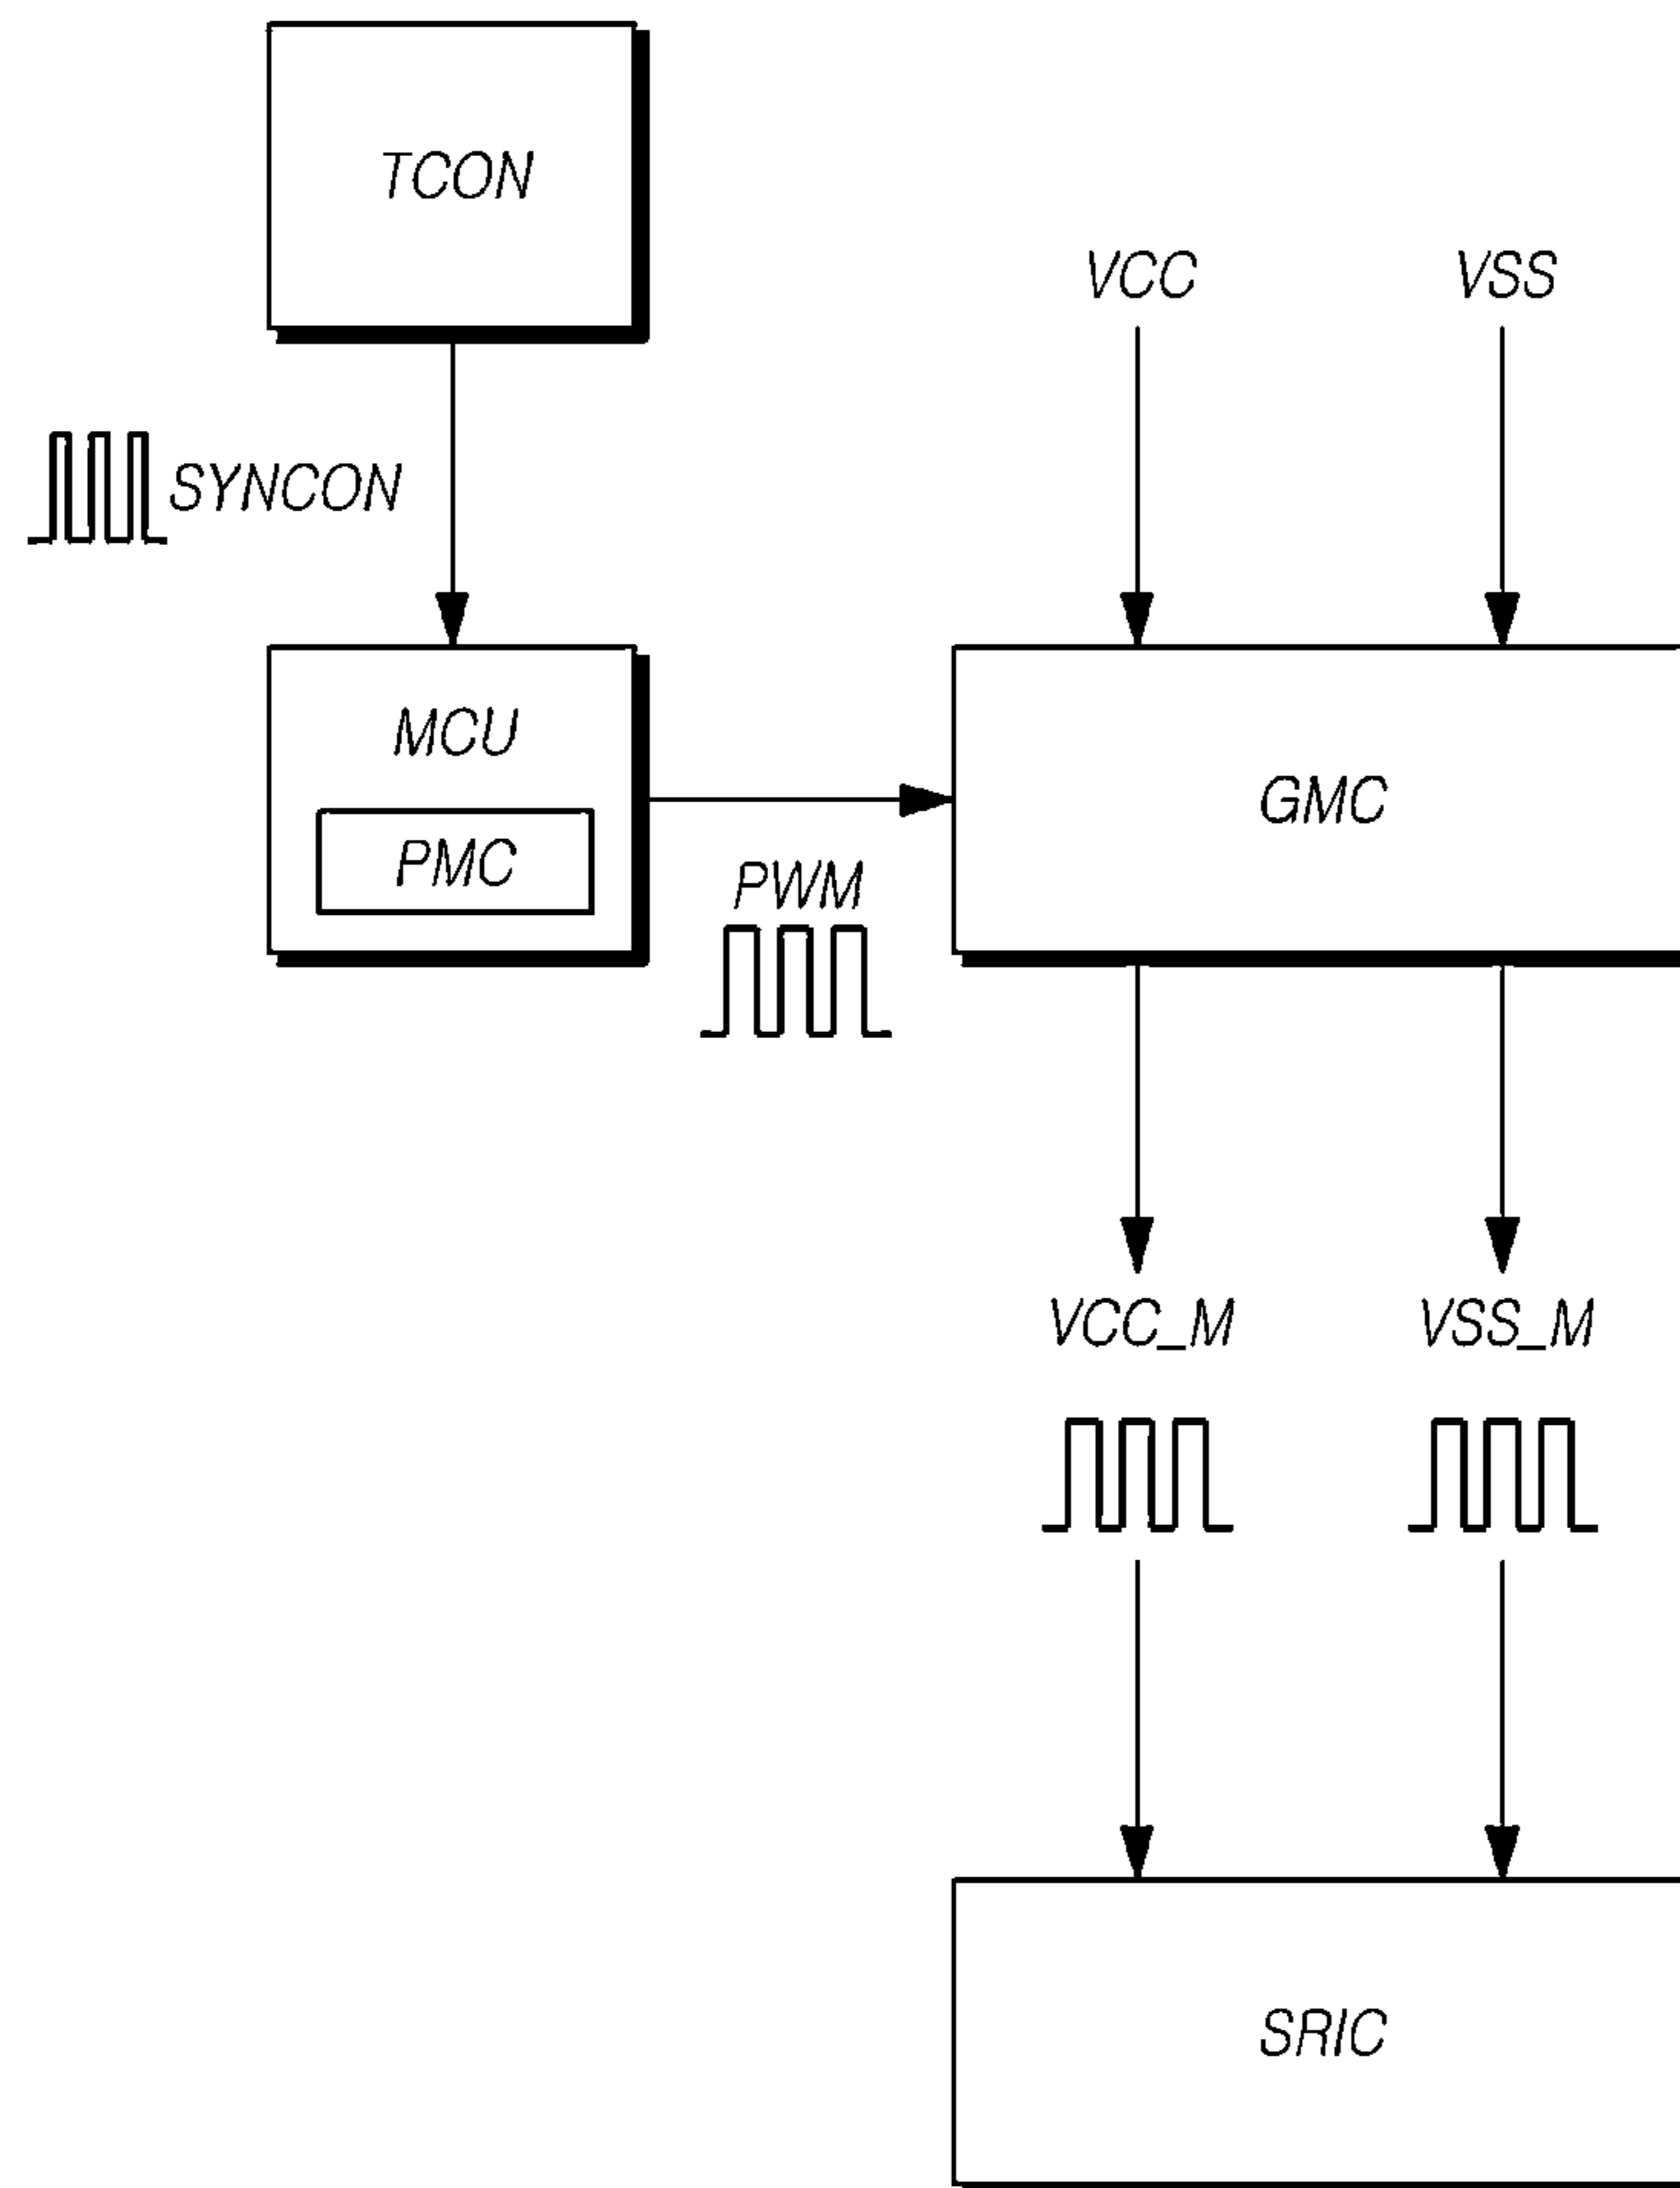 TCON
VCC
VSS
SYNCON
MCU
GMC
PMC
PWM
VCC_M
VSS_M
SRIC